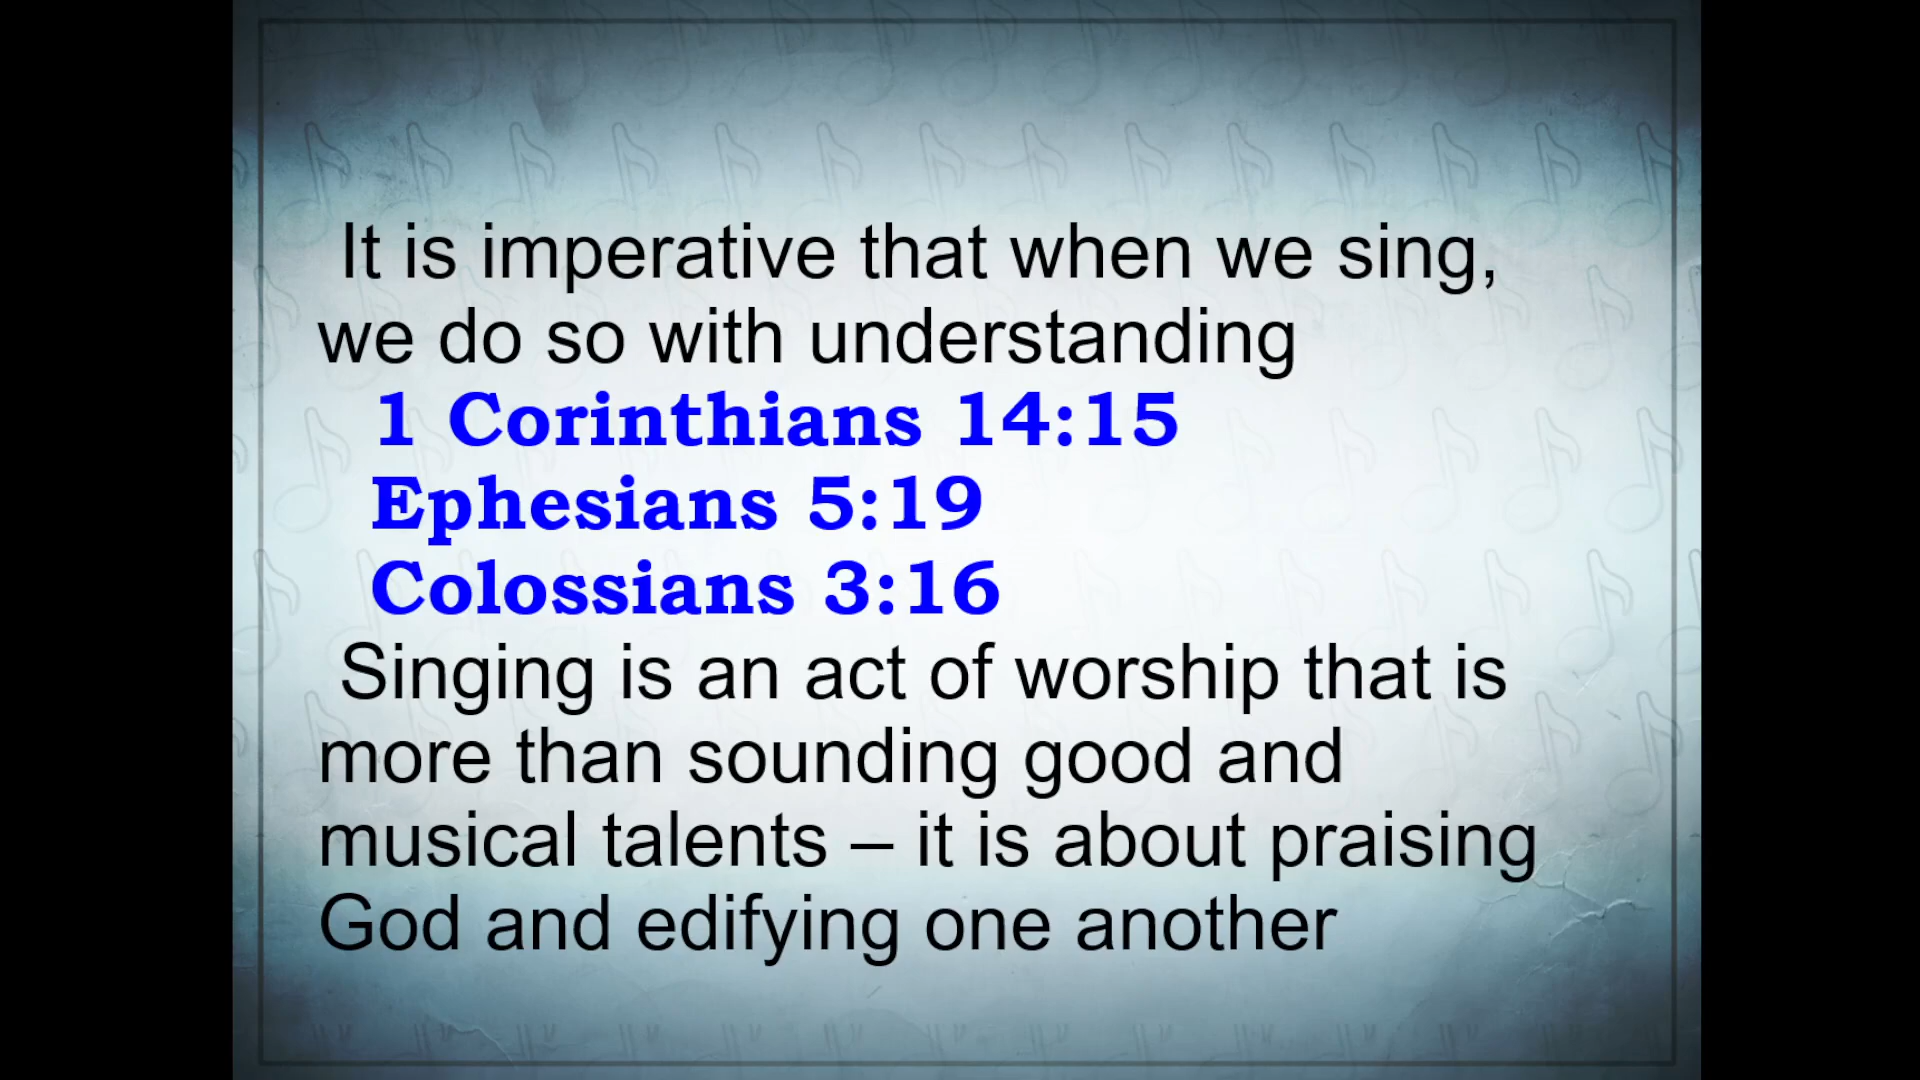 It is imperative that when we sing,
we do so with understanding
1 Corinthians 14:15
Ephesians 5:19
Colossians 3:16
Singing is an act of worship that is
more than sounding good and
musical talents – it is about praising
God and edifying one another